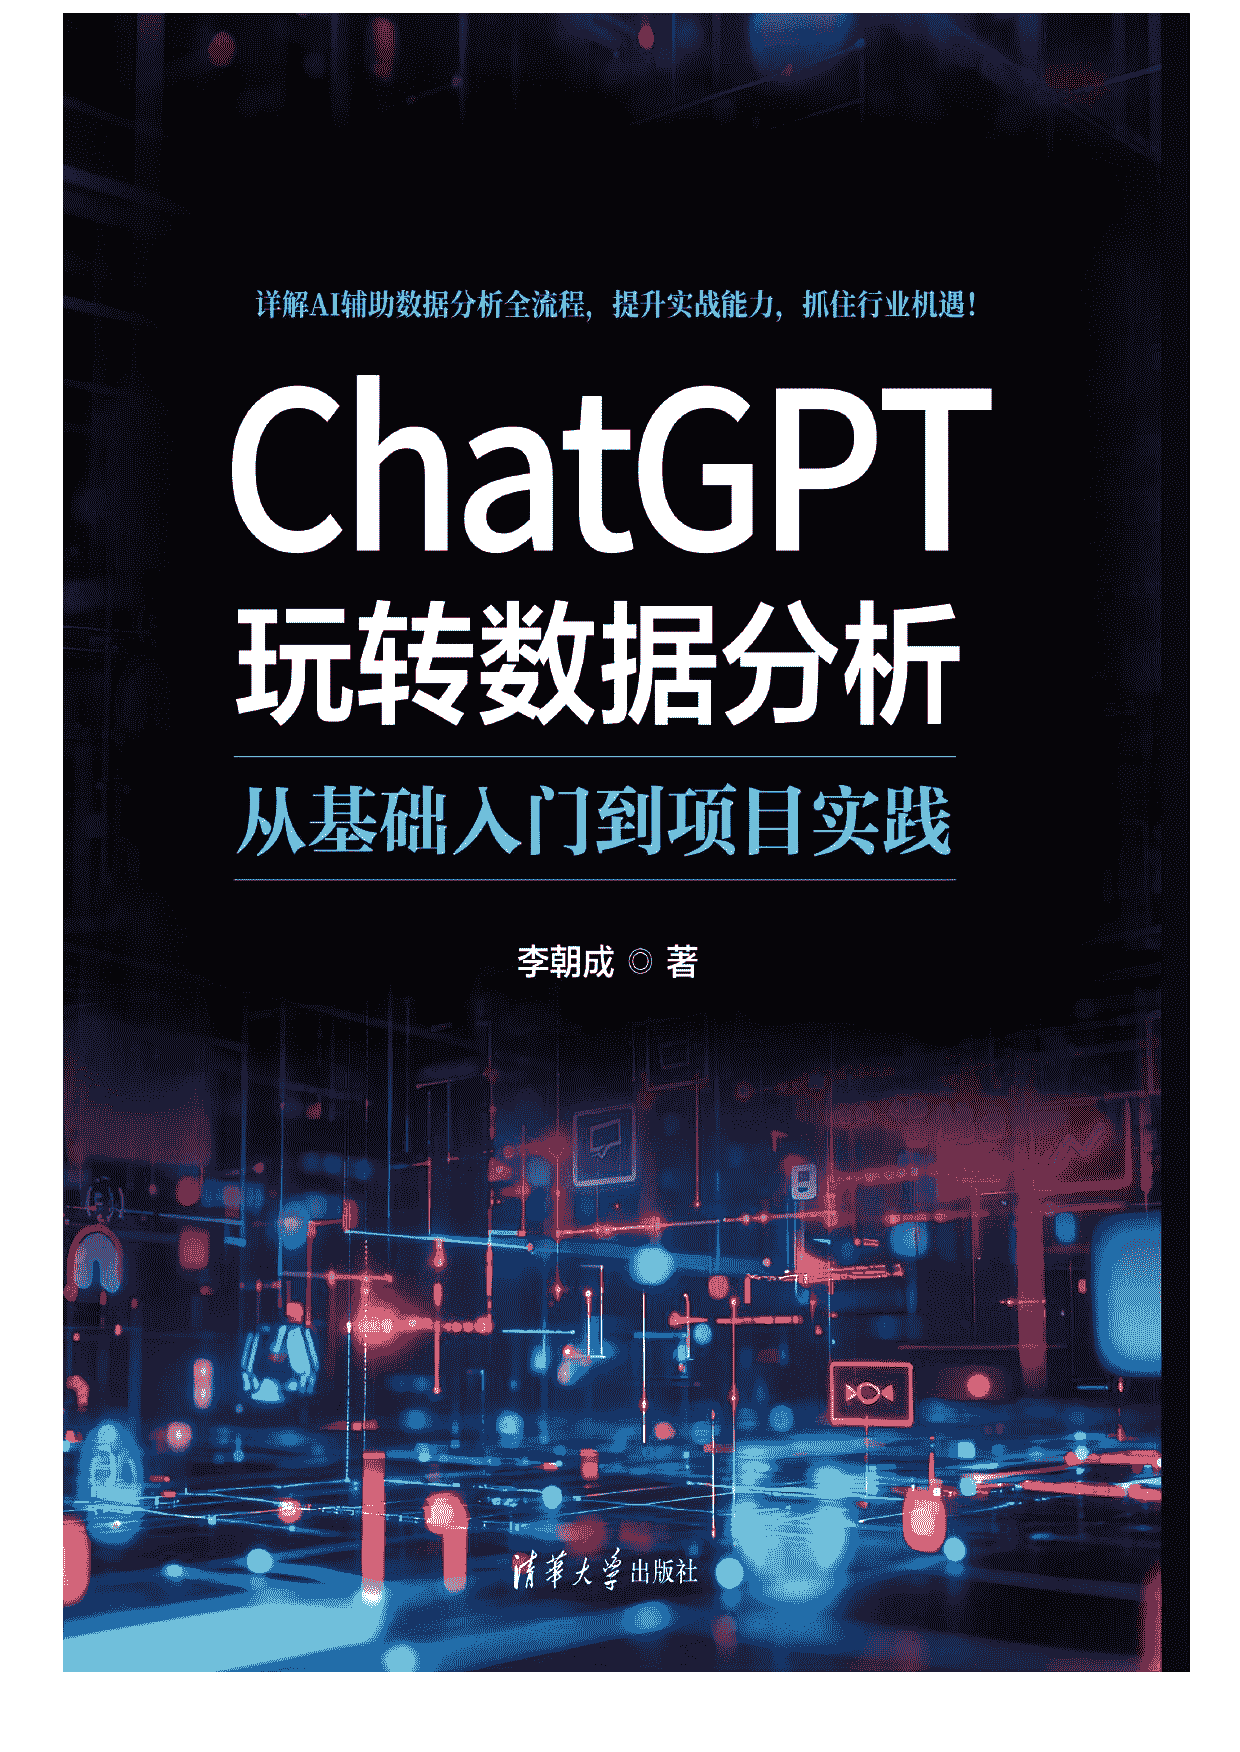 详解AI辅助数据分析全流程，提升实战能力，抓住行业机遇！
ChatGPT
玩转数据分析
从基础入门到项目实践
李朝成 ◎ 著
清华大学出版社